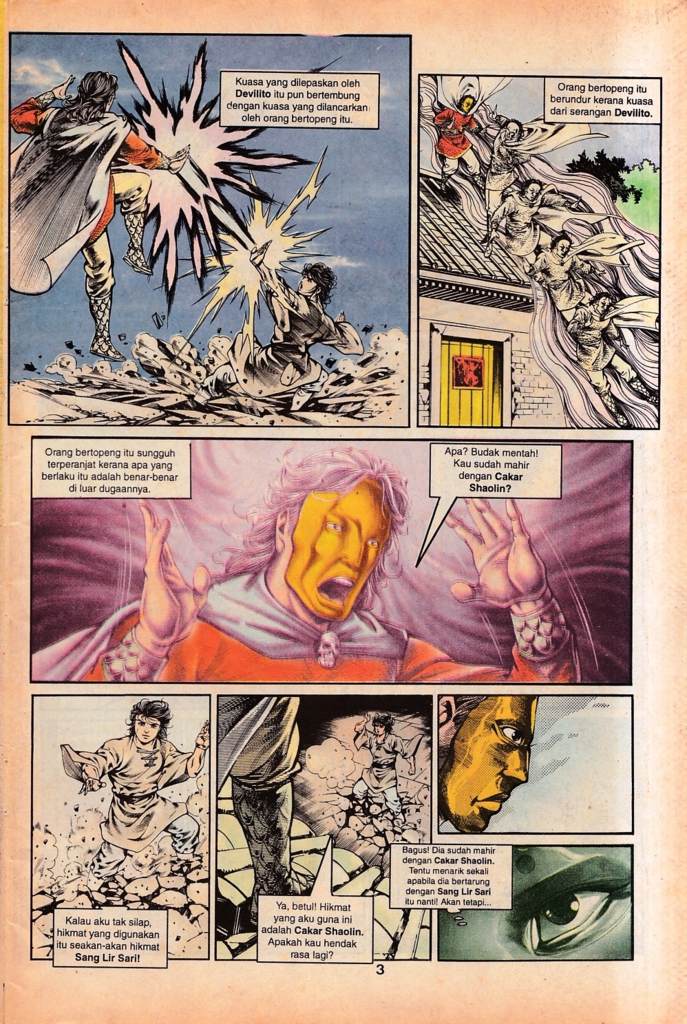 Kuasa yang dilepaskan oleh
Devilito itu pun bertembung
dengan kuasa yang dilancarkan
oleh orang bertopeng itu.
Orang bertopeng itu
berundur kerana kuasa
dari serangan Devilito.
Orang bertopeng itu sungguh
terperanjat kerana apa yang
berlaku itu adalah benar-benar
di luar dugaannya.
Apa? Budak mentah!
Kau sudah mahir
dengan Cakar
Shaolin?
Kalau aku tak silap,
hikmat yang digunakan
itu seakan-akan hikmat
Sang Lir Sari!
Ya, betul! Hikmat
yang aku guna ini
adalah Cakar Shaolin.
Apakah kau hendak
rasa lagi?
Bagus! Dia sudah mahir
dengan Cakar Shaolin.
Tentu menarik sekali
apabila dia bertarung
dengan Sang Lir Sari
itu nanti! Akan tetapi...
3